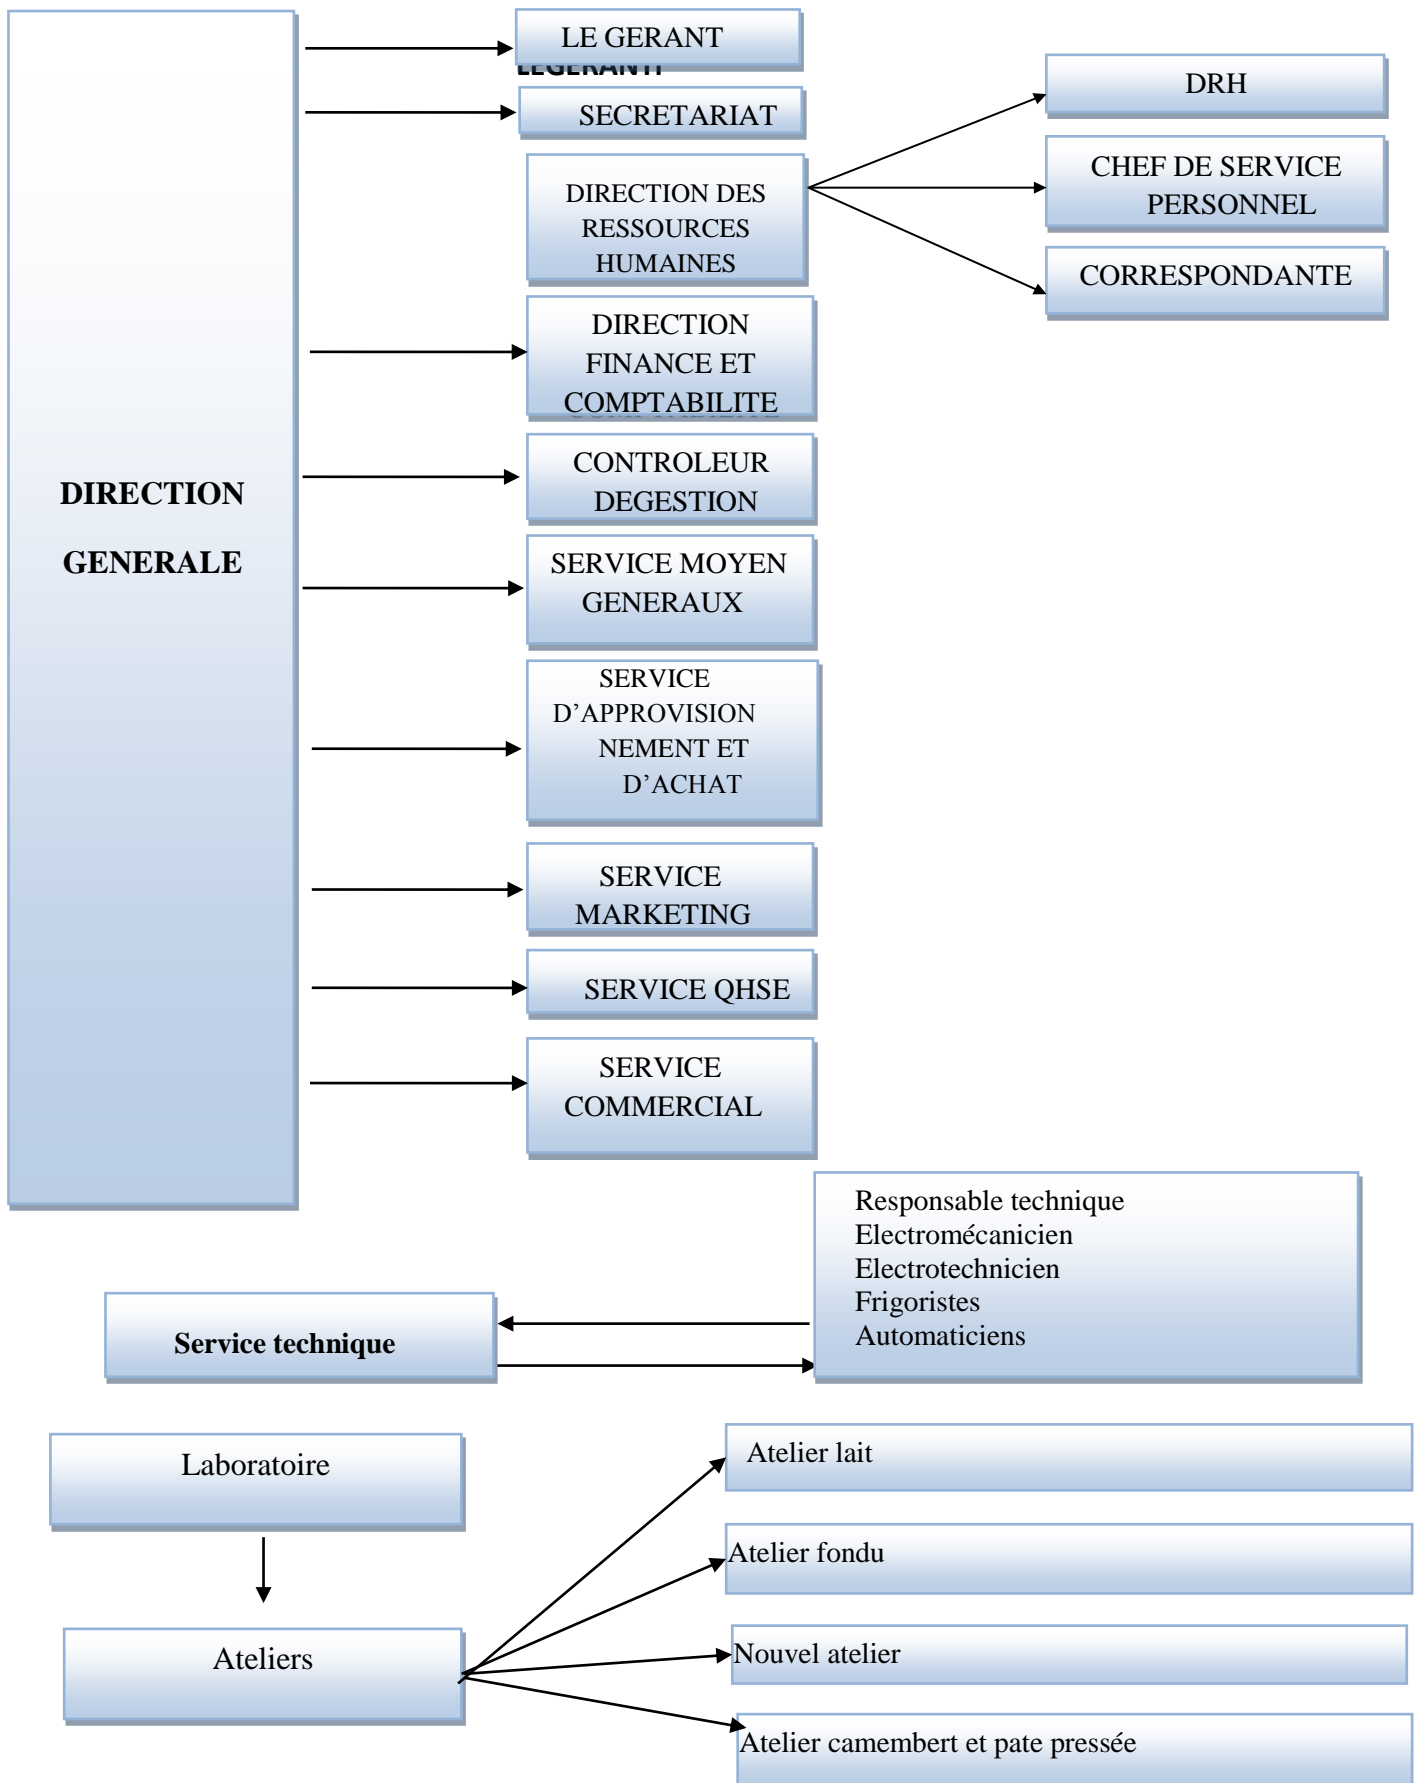 LE GERANT
LEGERANTI
SECRETARIAT
DIRECTION DES
RESSOURCES
HUMAINES
DRH
CHEF DE SERVICE
PERSONNEL
CORRESPONDANTE
DIRECTION
FINANCE ET
COMPTABILITE
CONTROLEUR
DEGESTION
DIRECTION
GENERALE
SERVICE MOYEN
GENERAUX
SERVICE
D’APPROVISION
NEMENT ET
D’ACHAT
SERVICE
MARKETING
SERVICE QHSE
SERVICE
COMMERCIAL
Responsable technique
Electromécanicien
Electrotechnicien
Frigoristes
Automaticiens
Service technique
Laboratoire
Ateliers
Atelier lait
Atelier fondu
Nouvel atelier
Atelier camembert et pate pressée